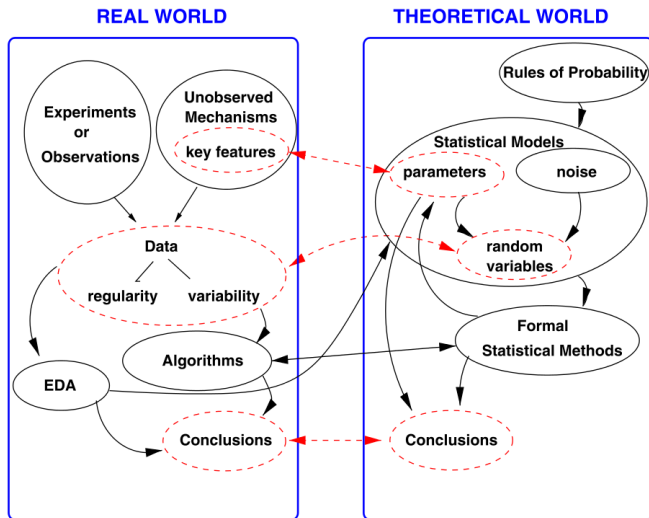 REAL WORLD
THEORETICAL WORLD
Experiments
or
Observations
Unobserved
Mechanisms
key features
Rules of Probability
Statistical Models
parameters
noise
random
variables
Data
regularity
variability
Algorithms
EDA
Conclusions
Formal
Statistical Methods
Conclusions